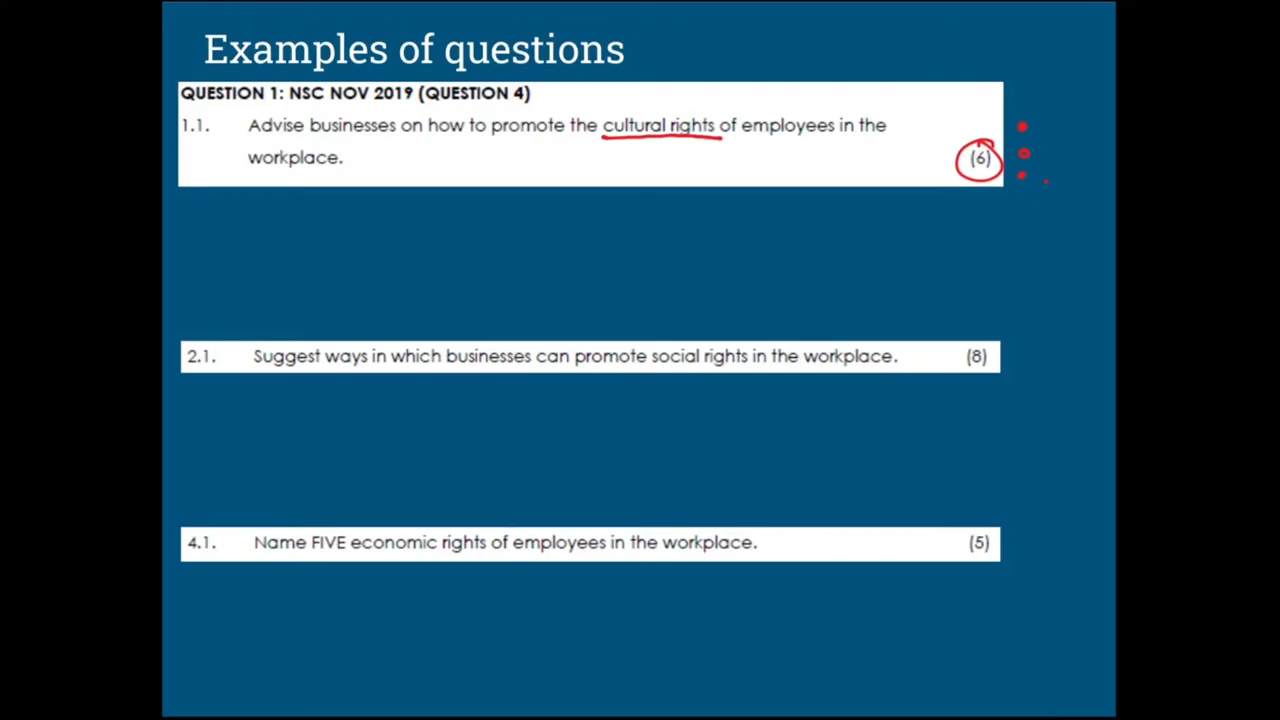 Examples of questions
QUESTION 1: NSC NOV 2019 (QUESTION 4)
1.1. Advise businesses on how to promote the cultural rights of employees in the
workplace. (6)
2.1. Suggest ways in which businesses can promote social rights in the workplace. (8)
4.1. Name FIVE economic rights of employees in the workplace. (5)